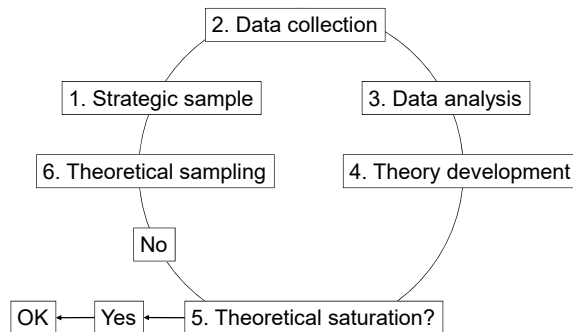 2. Data collection
1. Strategic sample
3. Data analysis
6. Theoretical sampling
4. Theory development
No
OK
Yes
5. Theoretical saturation?